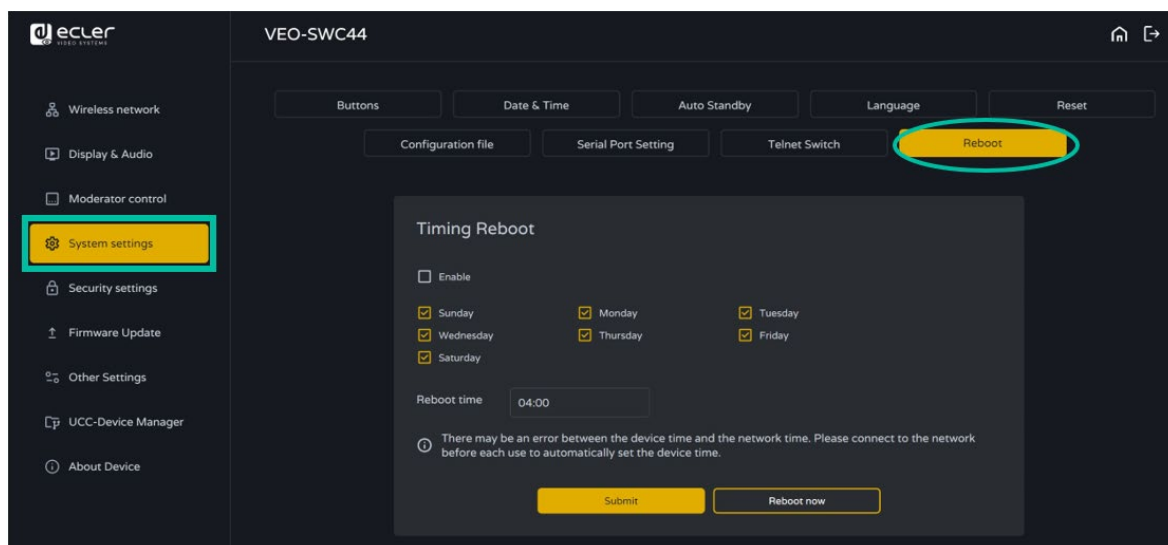 ecler
VIDEO SYSTEMS
VEO-SWC44
Wireless network
Display & Audio
Moderator control
System settings
Security settings
Firmware Update
Other Settings
UCC-Device Manager
About Device
Buttons
Date & Time
Auto Standby
Language
Reset
Configuration file
Serial Port Setting
Telnet Switch
Reboot
Timing Reboot
Enable
Sunday
Monday
Tuesday
Wednesday
Thursday
Friday
Saturday
Reboot time
04:00
There may be an error between the device time and the network time. Please connect to the network
before each use to automatically set the device time.
Submit
Reboot now